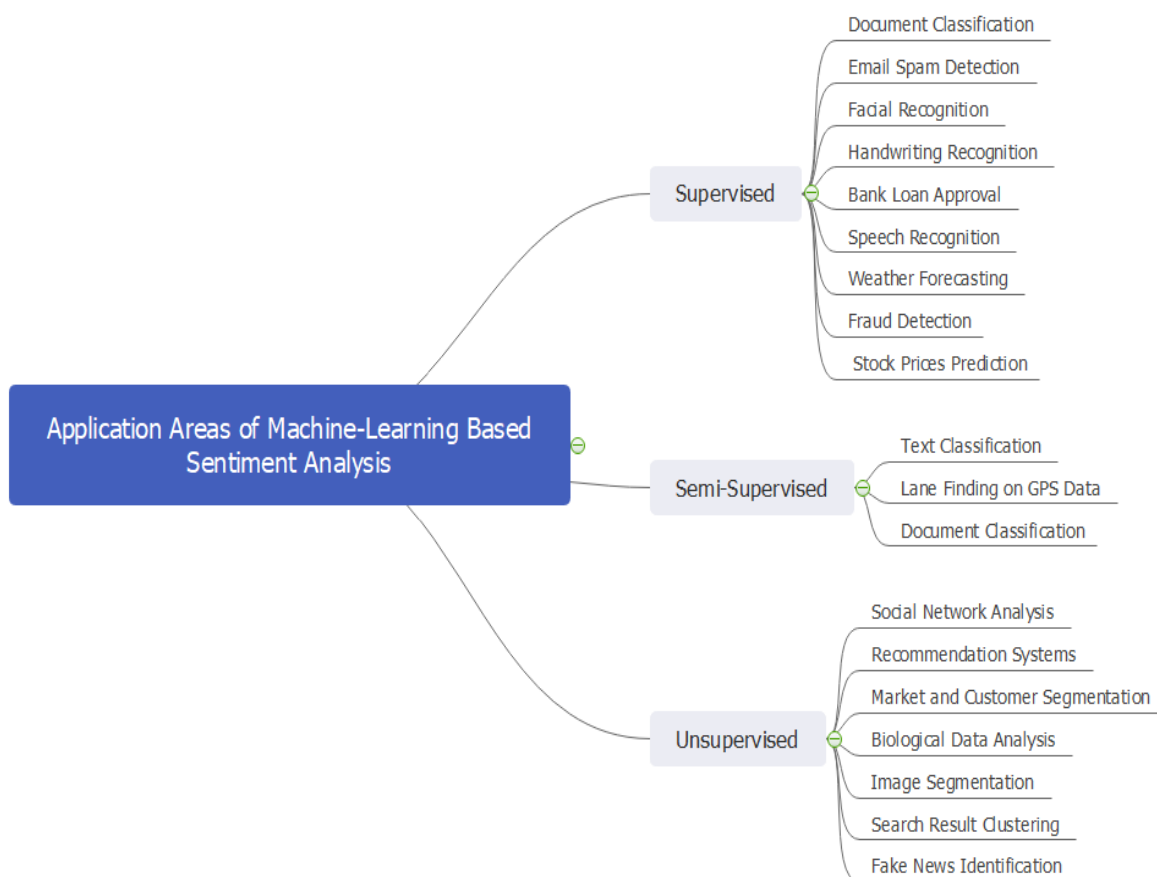 Application Areas of Machine-Learning Based
Sentiment Analysis
Supervised
Document Classification
Email Spam Detection
Facial Recognition
Handwriting Recognition
Bank Loan Approval
Speech Recognition
Weather Forecasting
Fraud Detection
Stock Prices Prediction
Semi-Supervised
Text Classification
Lane Finding on GPS Data
Document Classification
Unsupervised
Social Network Analysis
Recommendation Systems
Market and Customer Segmentation
Biological Data Analysis
Image Segmentation
Search Result Clustering
Fake News Identification